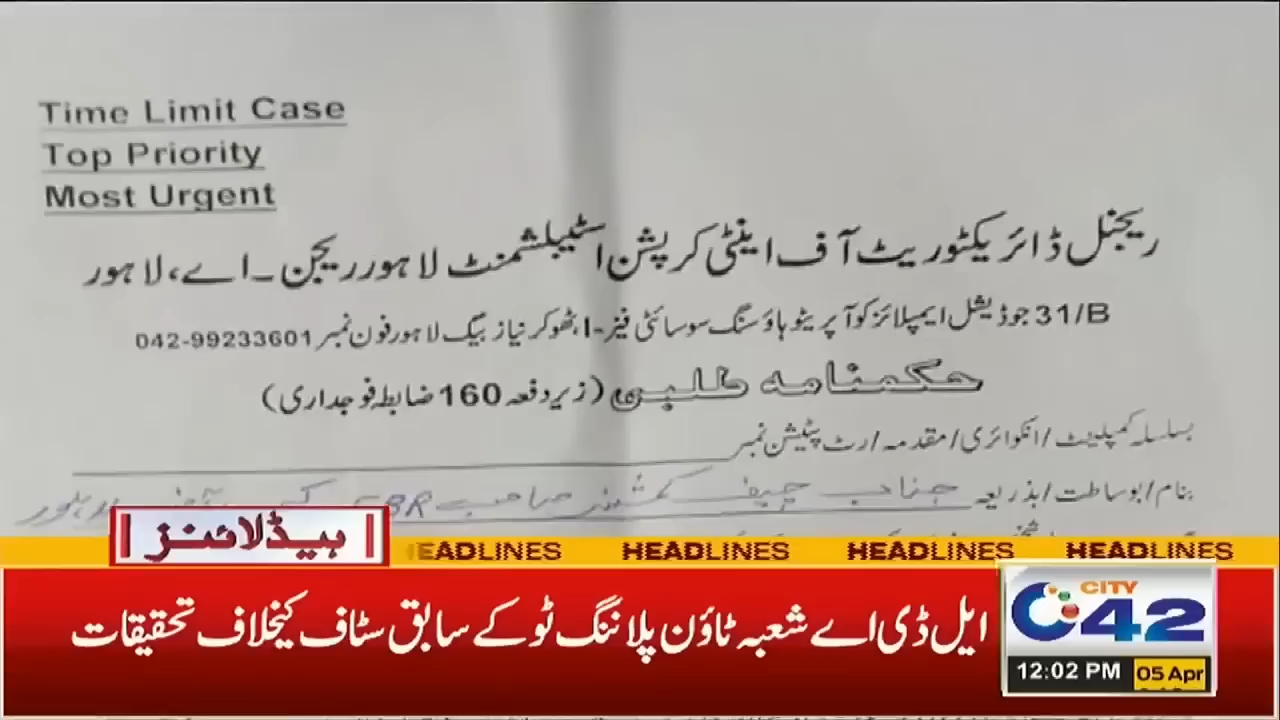 Time Limit Case
Top Priority
Most Urgent
ریجنل ڈائریکٹوریٹ آف اینٹی کرپشن اسٹیبلشمنٹ لاہور ریجن ۔ اے، لاہور
31/B جوڈیشل ایمپلائز کوآپریٹو ہاؤسنگ سوسائٹی فیز-I، ٹھوکر نیاز بیگ لاہور فون نمبر 042-99233601
حکمنامہ طلبی (زیر دفعہ 160 ضابطہ فوجداری)
بسلسلہ کمپلینٹ/انکوائری/مقدمہ/رٹ پٹیشن نمبر
بنام/بوساطت/بذریعہ جناب چیف کمشنر صاحب FBR
ہیڈلائنز
EADLINES HEADLINES HEADLINES HEADLINES
ایل ڈی اے شعبہ ٹاؤن پلاننگ ٹو کے سابق سٹاف کیخلاف تحقیقات
CITY
42
12:02 PM 05 Apr